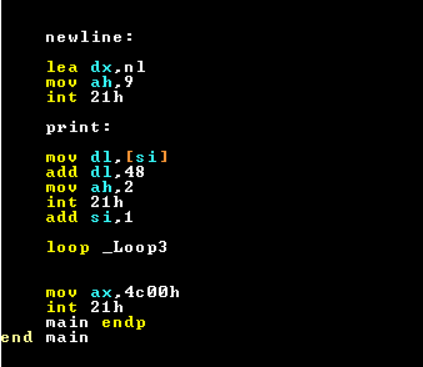 newline:
lea dx,nl
mov ah,9
int 21h
print:
mov dl,[si]
add dl,48
mov ah,2
int 21h
add si,1
loop _Loop3
mov ax,4c00h
int 21h
main endp
end main